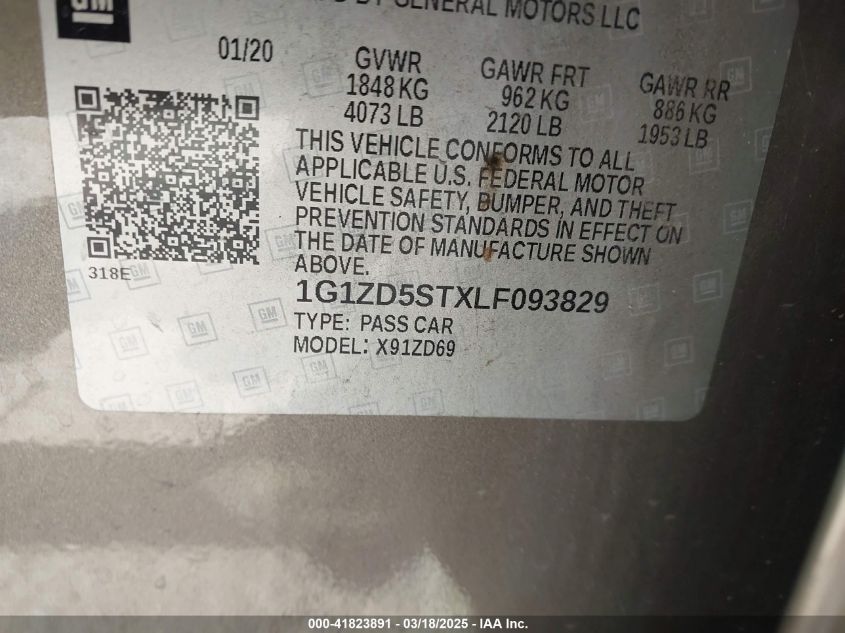 GM
BY GENERAL MOTORS LLC
01/20
GVWR GAWR FRT GAWR RR
1848 KG 962 KG 886 KG
4073 LB 2120 LB 1953 LB
THIS VEHICLE CONFORMS TO ALL
APPLICABLE U.S. FEDERAL MOTOR
VEHICLE SAFETY, BUMPER, AND THEFT
PREVENTION STANDARDS IN EFFECT ON
THE DATE OF MANUFACTURE SHOWN
ABOVE.
318E
1G1ZD5STXLF093829
TYPE: PASS CAR
MODEL: X91ZD69
000-41823891 — 03/18/2025 — IAA Inc.